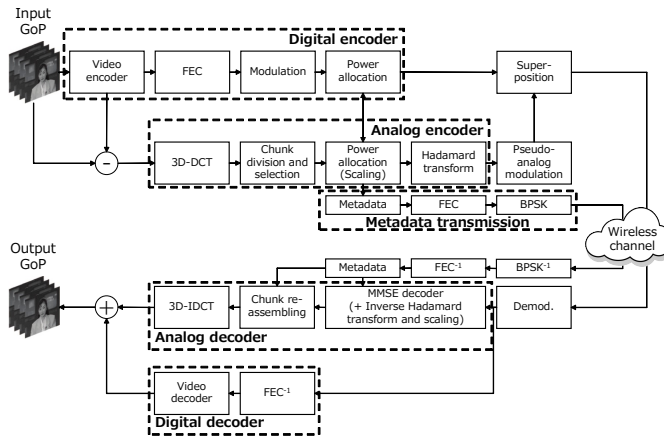 Input
GoP
Digital encoder
Video
encoder
FEC
Modulation
Power
allocation
Super-
position
Analog encoder
−
3D-DCT
Chunk
division and
selection
Power
allocation
(Scaling)
Hadamard
transform
Pseudo-
analog
modulation
Metadata
FEC
BPSK
Metadata transmission
Wireless
channel
Output
GoP
Metadata
FEC⁻¹
BPSK⁻¹
+
3D-IDCT
Chunk re-
assembling
MMSE decoder
(+ Inverse Hadamard
transform and scaling)
Demod.
Analog decoder
Video
decoder
FEC⁻¹
Digital decoder